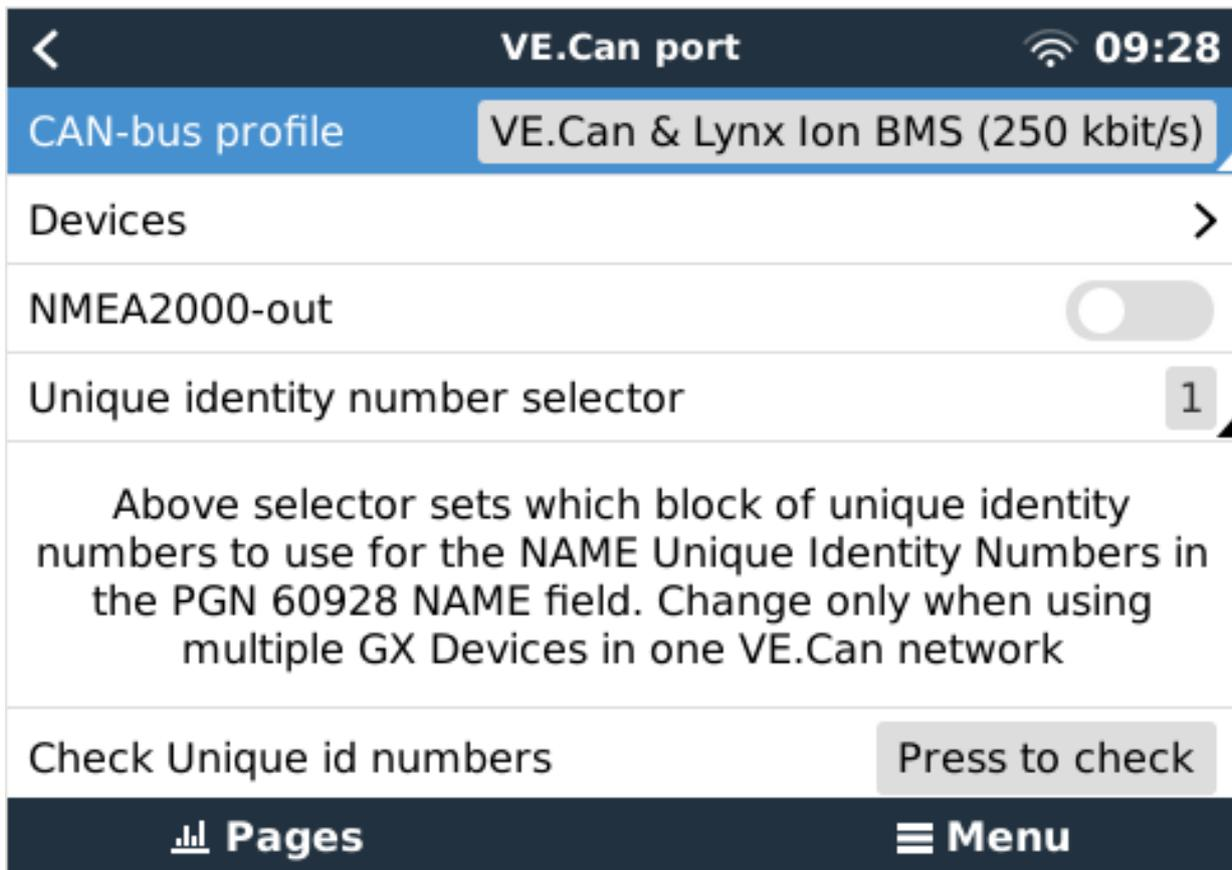 VE.Can port
09:28
CAN-bus profile
VE.Can & Lynx Ion BMS (250 kbit/s)
Devices
NMEA2000-out
Unique identity number selector
1
Above selector sets which block of unique identity
numbers to use for the NAME Unique Identity Numbers in
the PGN 60928 NAME field. Change only when using
multiple GX Devices in one VE.Can network
Check Unique id numbers
Press to check
Pages
Menu